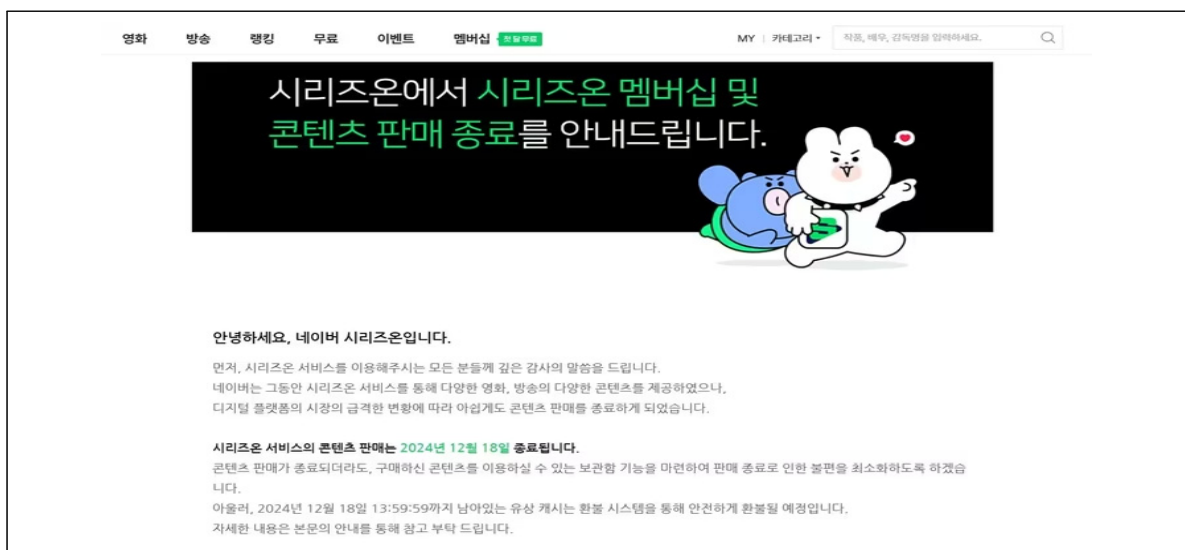 영화 방송 랭킹 무료 이벤트 멤버십 첫달무료 MY 카테고리 작품, 배우, 감독명을 입력하세요.
시리즈온에서 시리즈온 멤버십 및
콘텐츠 판매 종료를 안내드립니다.
안녕하세요, 네이버 시리즈온입니다.
먼저, 시리즈온 서비스를 이용해주시는 모든 분들께 깊은 감사의 말씀을 드립니다.
네이버는 그동안 시리즈온 서비스를 통해 다양한 영화, 방송의 다양한 콘텐츠를 제공하였으나,
디지털 플랫폼의 시장의 급격한 변황에 따라 아쉽게도 콘텐츠 판매를 종료하게 되었습니다.
시리즈온 서비스의 콘텐츠 판매는 2024년 12월 18일 종료됩니다.
콘텐츠 판매가 종료되더라도, 구매하신 콘텐츠를 이용하실 수 있는 보관함 기능을 마련하여 판매 종료로 인한 불편을 최소화하도록 하겠습
니다.
아울러, 2024년 12월 18일 13:59:59까지 남아있는 유상 캐시는 환불 시스템을 통해 안전하게 환불될 예정입니다.
자세한 내용은 본문의 안내를 통해 참고 부탁 드립니다.